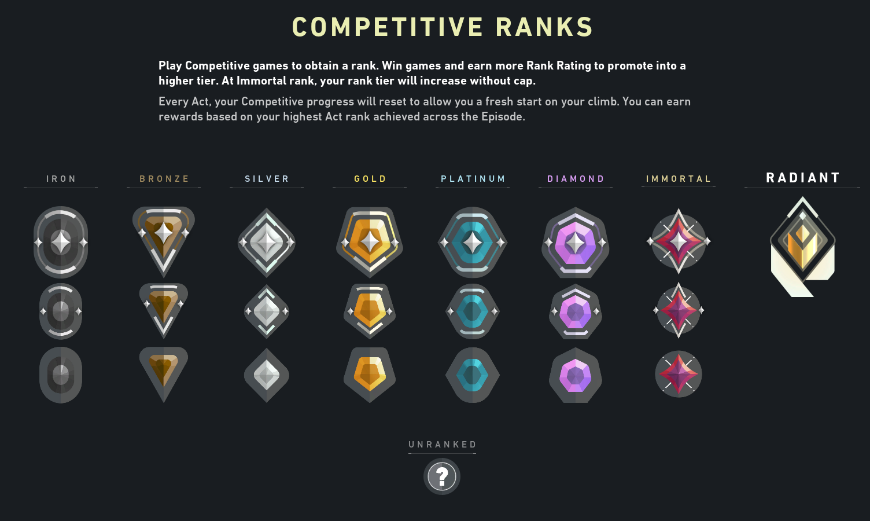 COMPETITIVE RANKS
Play Competitive games to obtain a rank. Win games and earn more Rank Rating to promote into a
higher tier. At Immortal rank, your rank tier will increase without cap.
Every Act, your Competitive progress will reset to allow you a fresh start on your climb. You can earn
rewards based on your highest Act rank achieved across the Episode.
IRON BRONZE SILVER GOLD PLATINUM DIAMOND IMMORTAL RADIANT
UNRANKED
?